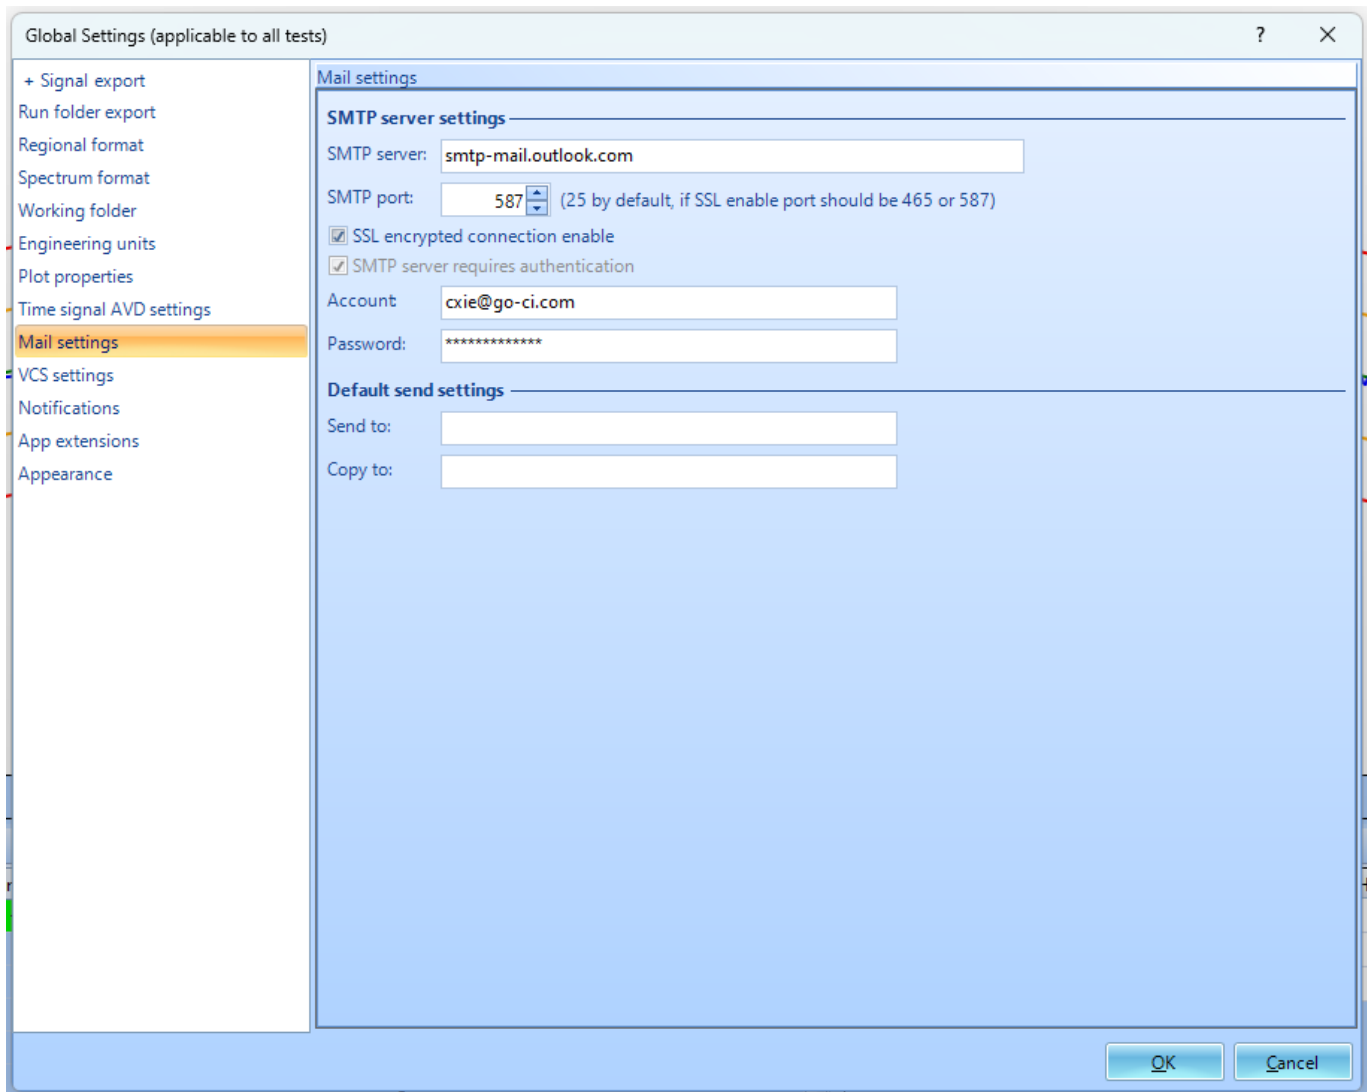 Global Settings (applicable to all tests) ?
+ Signal export
Run folder export
Regional format
Spectrum format
Working folder
Engineering units
Plot properties
Time signal AVD settings
Mail settings
VCS settings
Notifications
App extensions
Appearance
Mail settings
SMTP server settings
SMTP server: smtp-mail.outlook.com
SMTP port: 587 (25 by default, if SSL enable port should be 465 or 587)
SSL encrypted connection enable
SMTP server requires authentication
Account cxie@go-ci.com
Password: *************
Default send settings
Send to:
Copy to:
OK Cancel